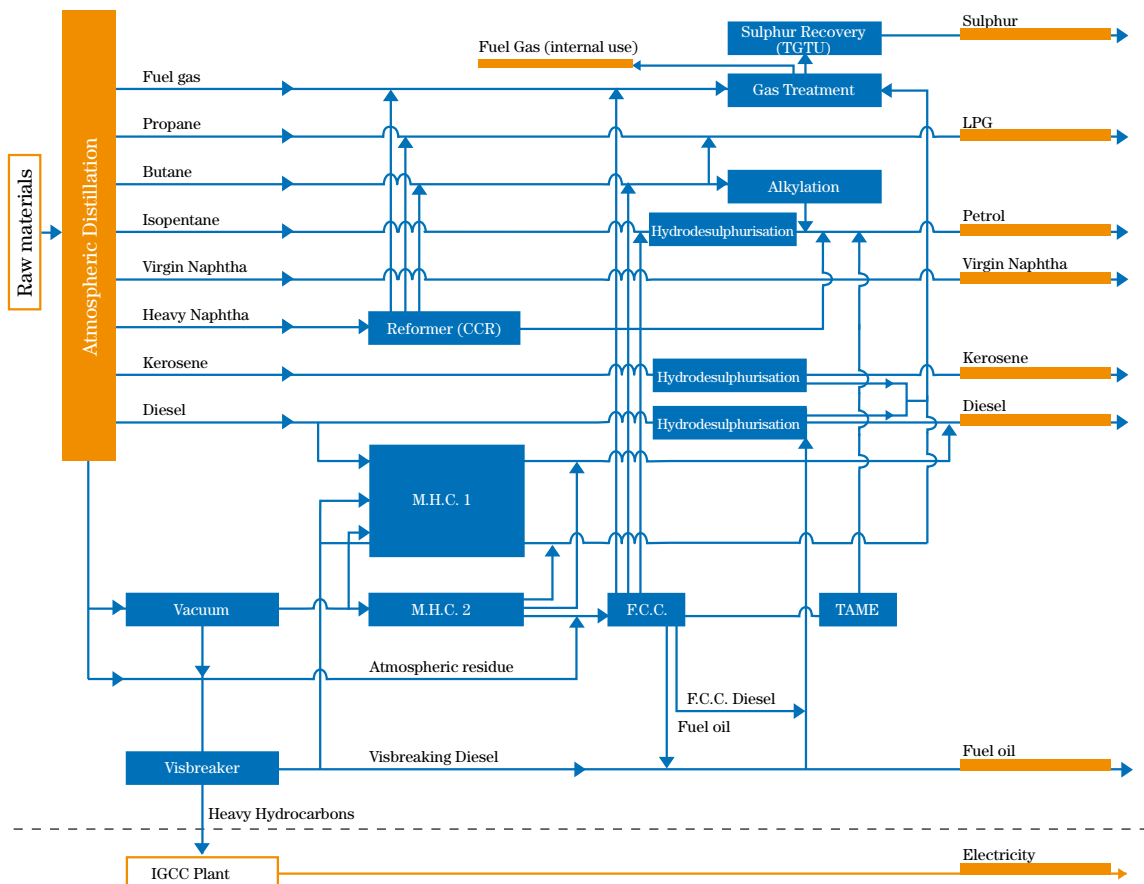 Sulphur
Sulphur Recovery
(TGTU)
Fuel Gas (internal use)
Fuel gas
Gas Treatment
Propane
LPG
Butane
Alkylation
Isopentane
Hydrodesulphurisation
Petrol
Virgin Naphtha
Virgin Naphtha
Heavy Naphtha
Reformer (CCR)
Kerosene
Hydrodesulphurisation
Kerosene
Diesel
Hydrodesulphurisation
Diesel
Raw materials
Atmospheric Distillation
M.H.C. 1
Vacuum
M.H.C. 2
F.C.C.
TAME
Atmospheric residue
F.C.C. Diesel
Fuel oil
Visbreaker
Visbreaking Diesel
Fuel oil
Heavy Hydrocarbons
IGCC Plant
Electricity